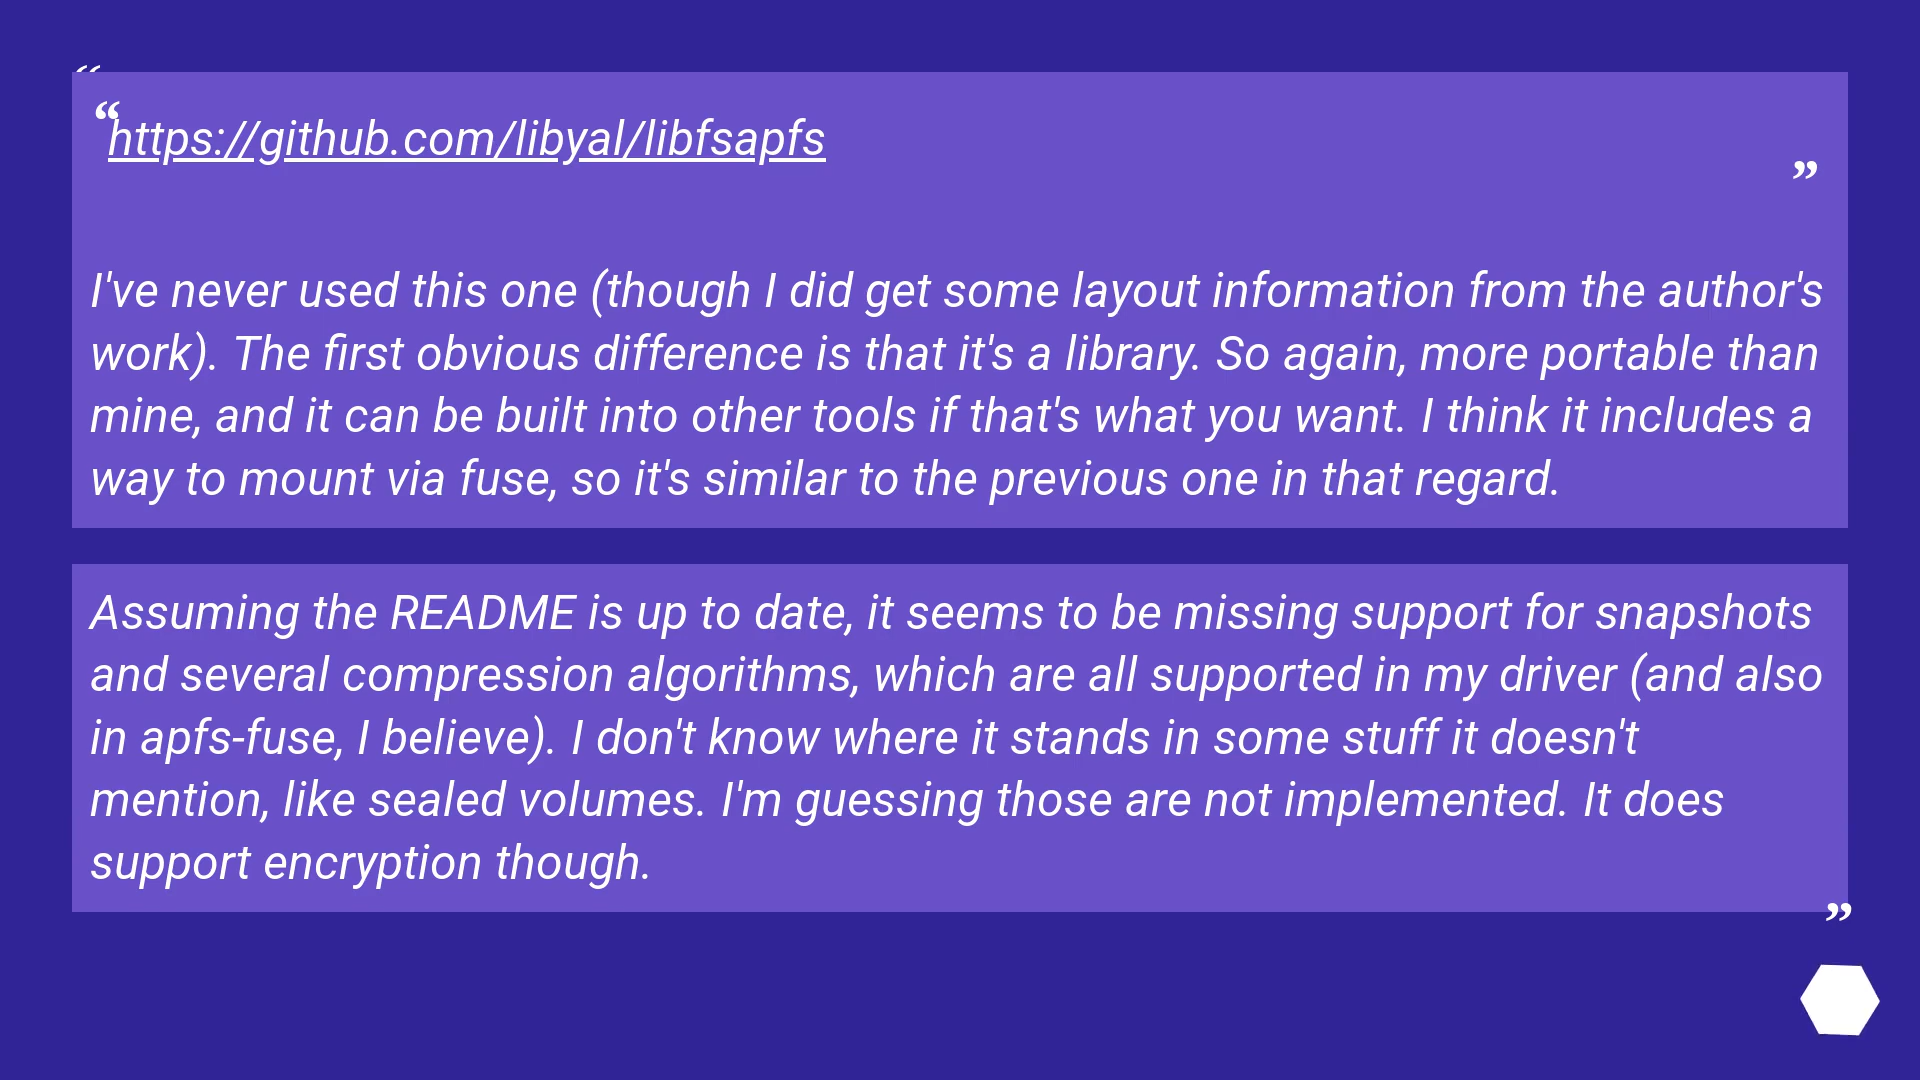 “
“https://github.com/libyal/libfsapfs
”
I've never used this one (though I did get some layout information from the author's
work). The first obvious difference is that it's a library. So again, more portable than
mine, and it can be built into other tools if that's what you want. I think it includes a
way to mount via fuse, so it's similar to the previous one in that regard.
Assuming the README is up to date, it seems to be missing support for snapshots
and several compression algorithms, which are all supported in my driver (and also
in apfs-fuse, I believe). I don't know where it stands in some stuff it doesn't
mention, like sealed volumes. I'm guessing those are not implemented. It does
support encryption though.
”